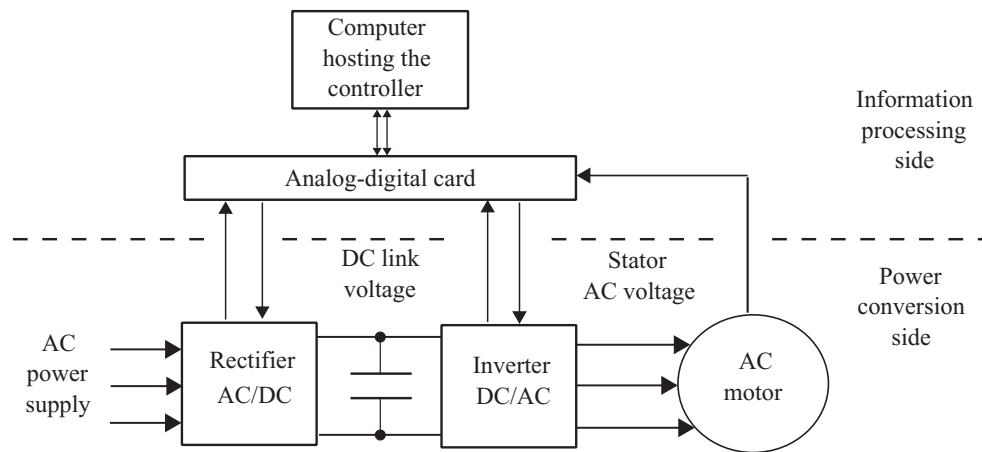 Computer
hosting the
controller
Information
processing
side
Analog-digital card
DC link
voltage
Stator
AC voltage
Power
conversion
side
AC
power
supply
Rectifier
AC/DC
Inverter
DC/AC
AC
motor